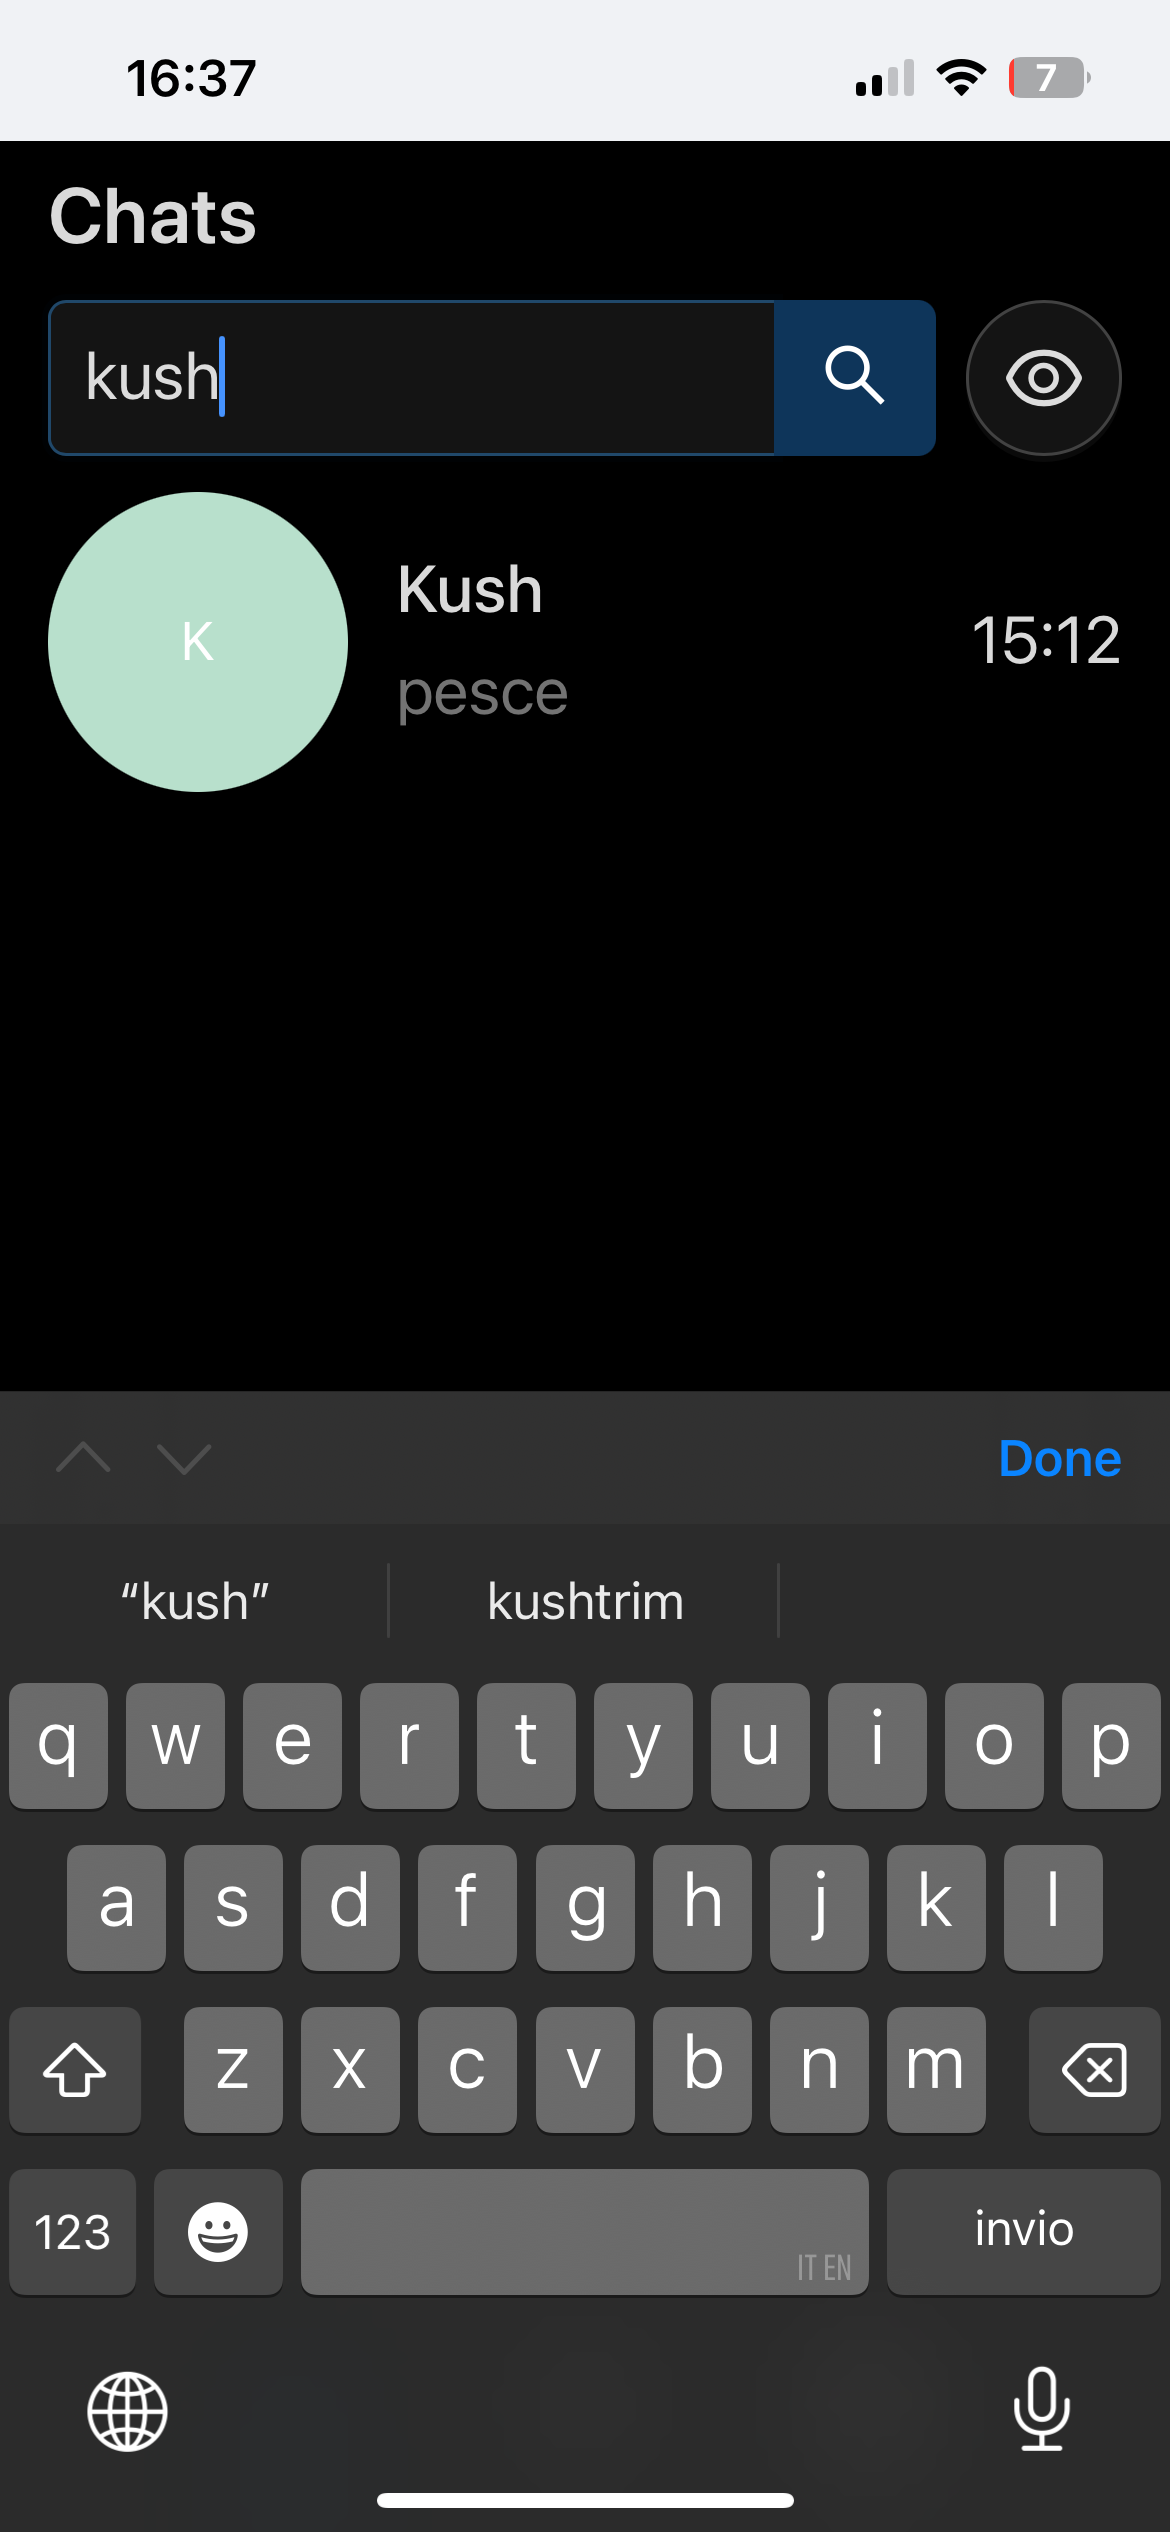 16:37
7
Chats
kush
K
Kush
pesce
15:12
Done
“kush”
kushtrim
q w e r t y u i o p
a s d f g h j k l
z x c v b n m
123
IT EN
invio